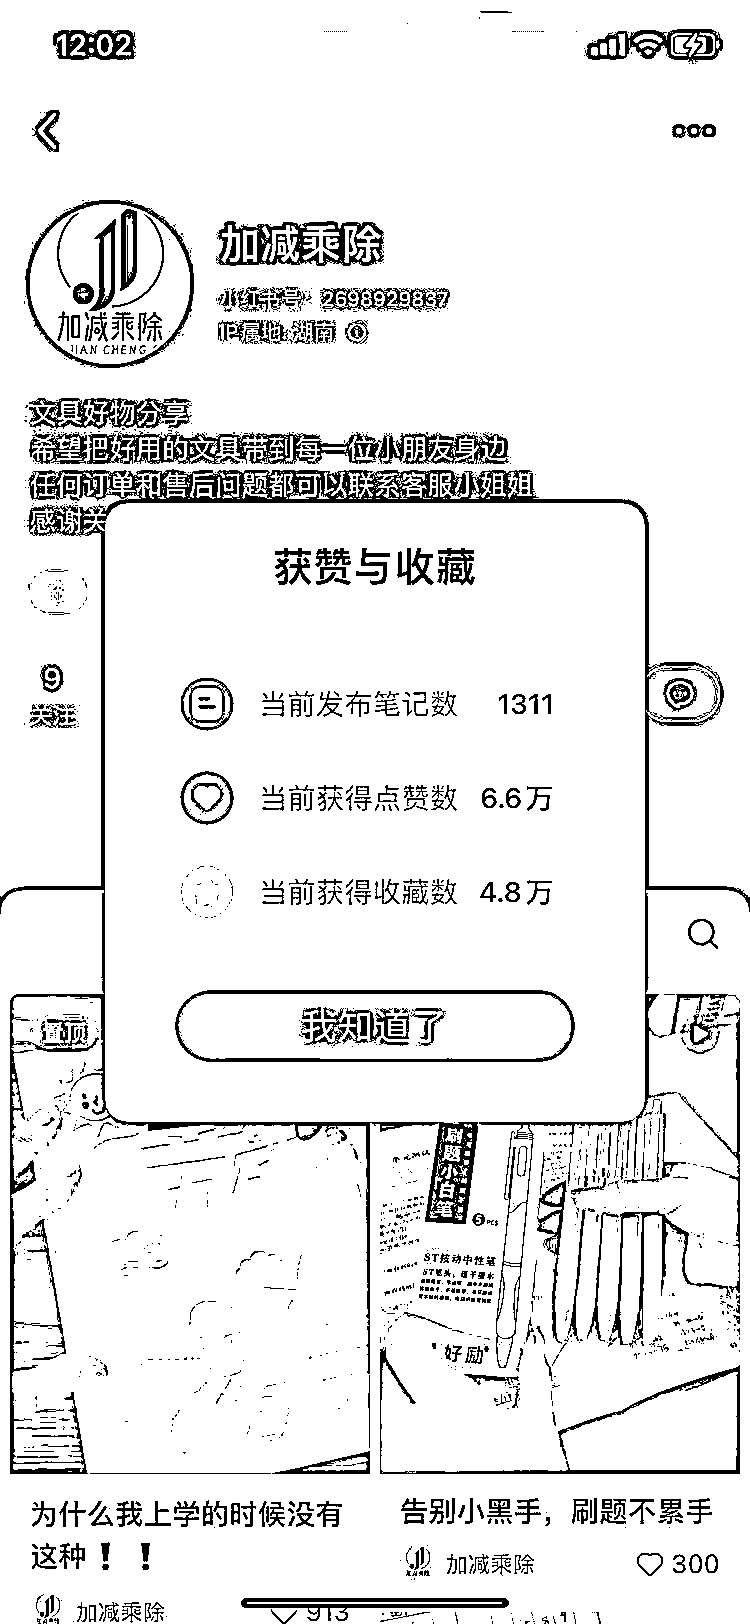 12:02
加减乘除
JIAN CHENG
加减乘除
小红书号：2698929837
IP属地：湖南
文具好物分享
希望把好用的文具带到每一位小朋友身边
任何订单和售后问题都可以联系客服小姐姐
感谢关
获赞与收藏
9
关注
当前发布笔记数 1311
当前获得点赞数 6.6万
当前获得收藏数 4.8万
我知道了
置顶
刷题小白笔
5PCS
ST按动中性笔
好励
为什么我上学的时候没有
这种！！
加减乘除 913
告别小黑手，刷题不累手
加减乘除 300